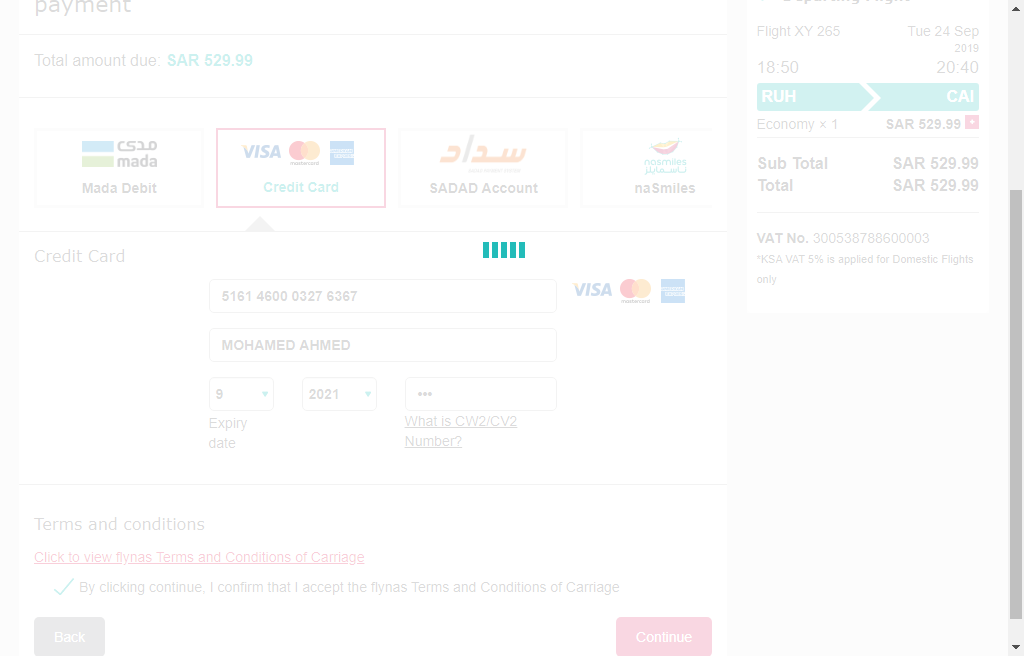 payment
Total amount due: SAR 529.99
مدى
mada
Mada Debit
VISA
mastercard
AMERICAN EXPRESS
Credit Card
سداد
SADAD Account
nasmiles
ناسمايلز
naSmiles
Credit Card
5161 4600 0327 6367
VISA
mastercard
AMERICAN EXPRESS
MOHAMED AHMED
9
2021
•••
Expiry
date
What is CW2/CV2
Number?
Terms and conditions
Click to view flynas Terms and Conditions of Carriage
By clicking continue, I confirm that I accept the flynas Terms and Conditions of Carriage
Back
Continue
Departing Flight
Flight XY 265
Tue 24 Sep
2019
18:50
20:40
RUH
CAI
Economy × 1
SAR 529.99 +
Sub Total
SAR 529.99
Total
SAR 529.99
VAT No. 300538788600003
*KSA VAT 5% is applied for Domestic Flights
only